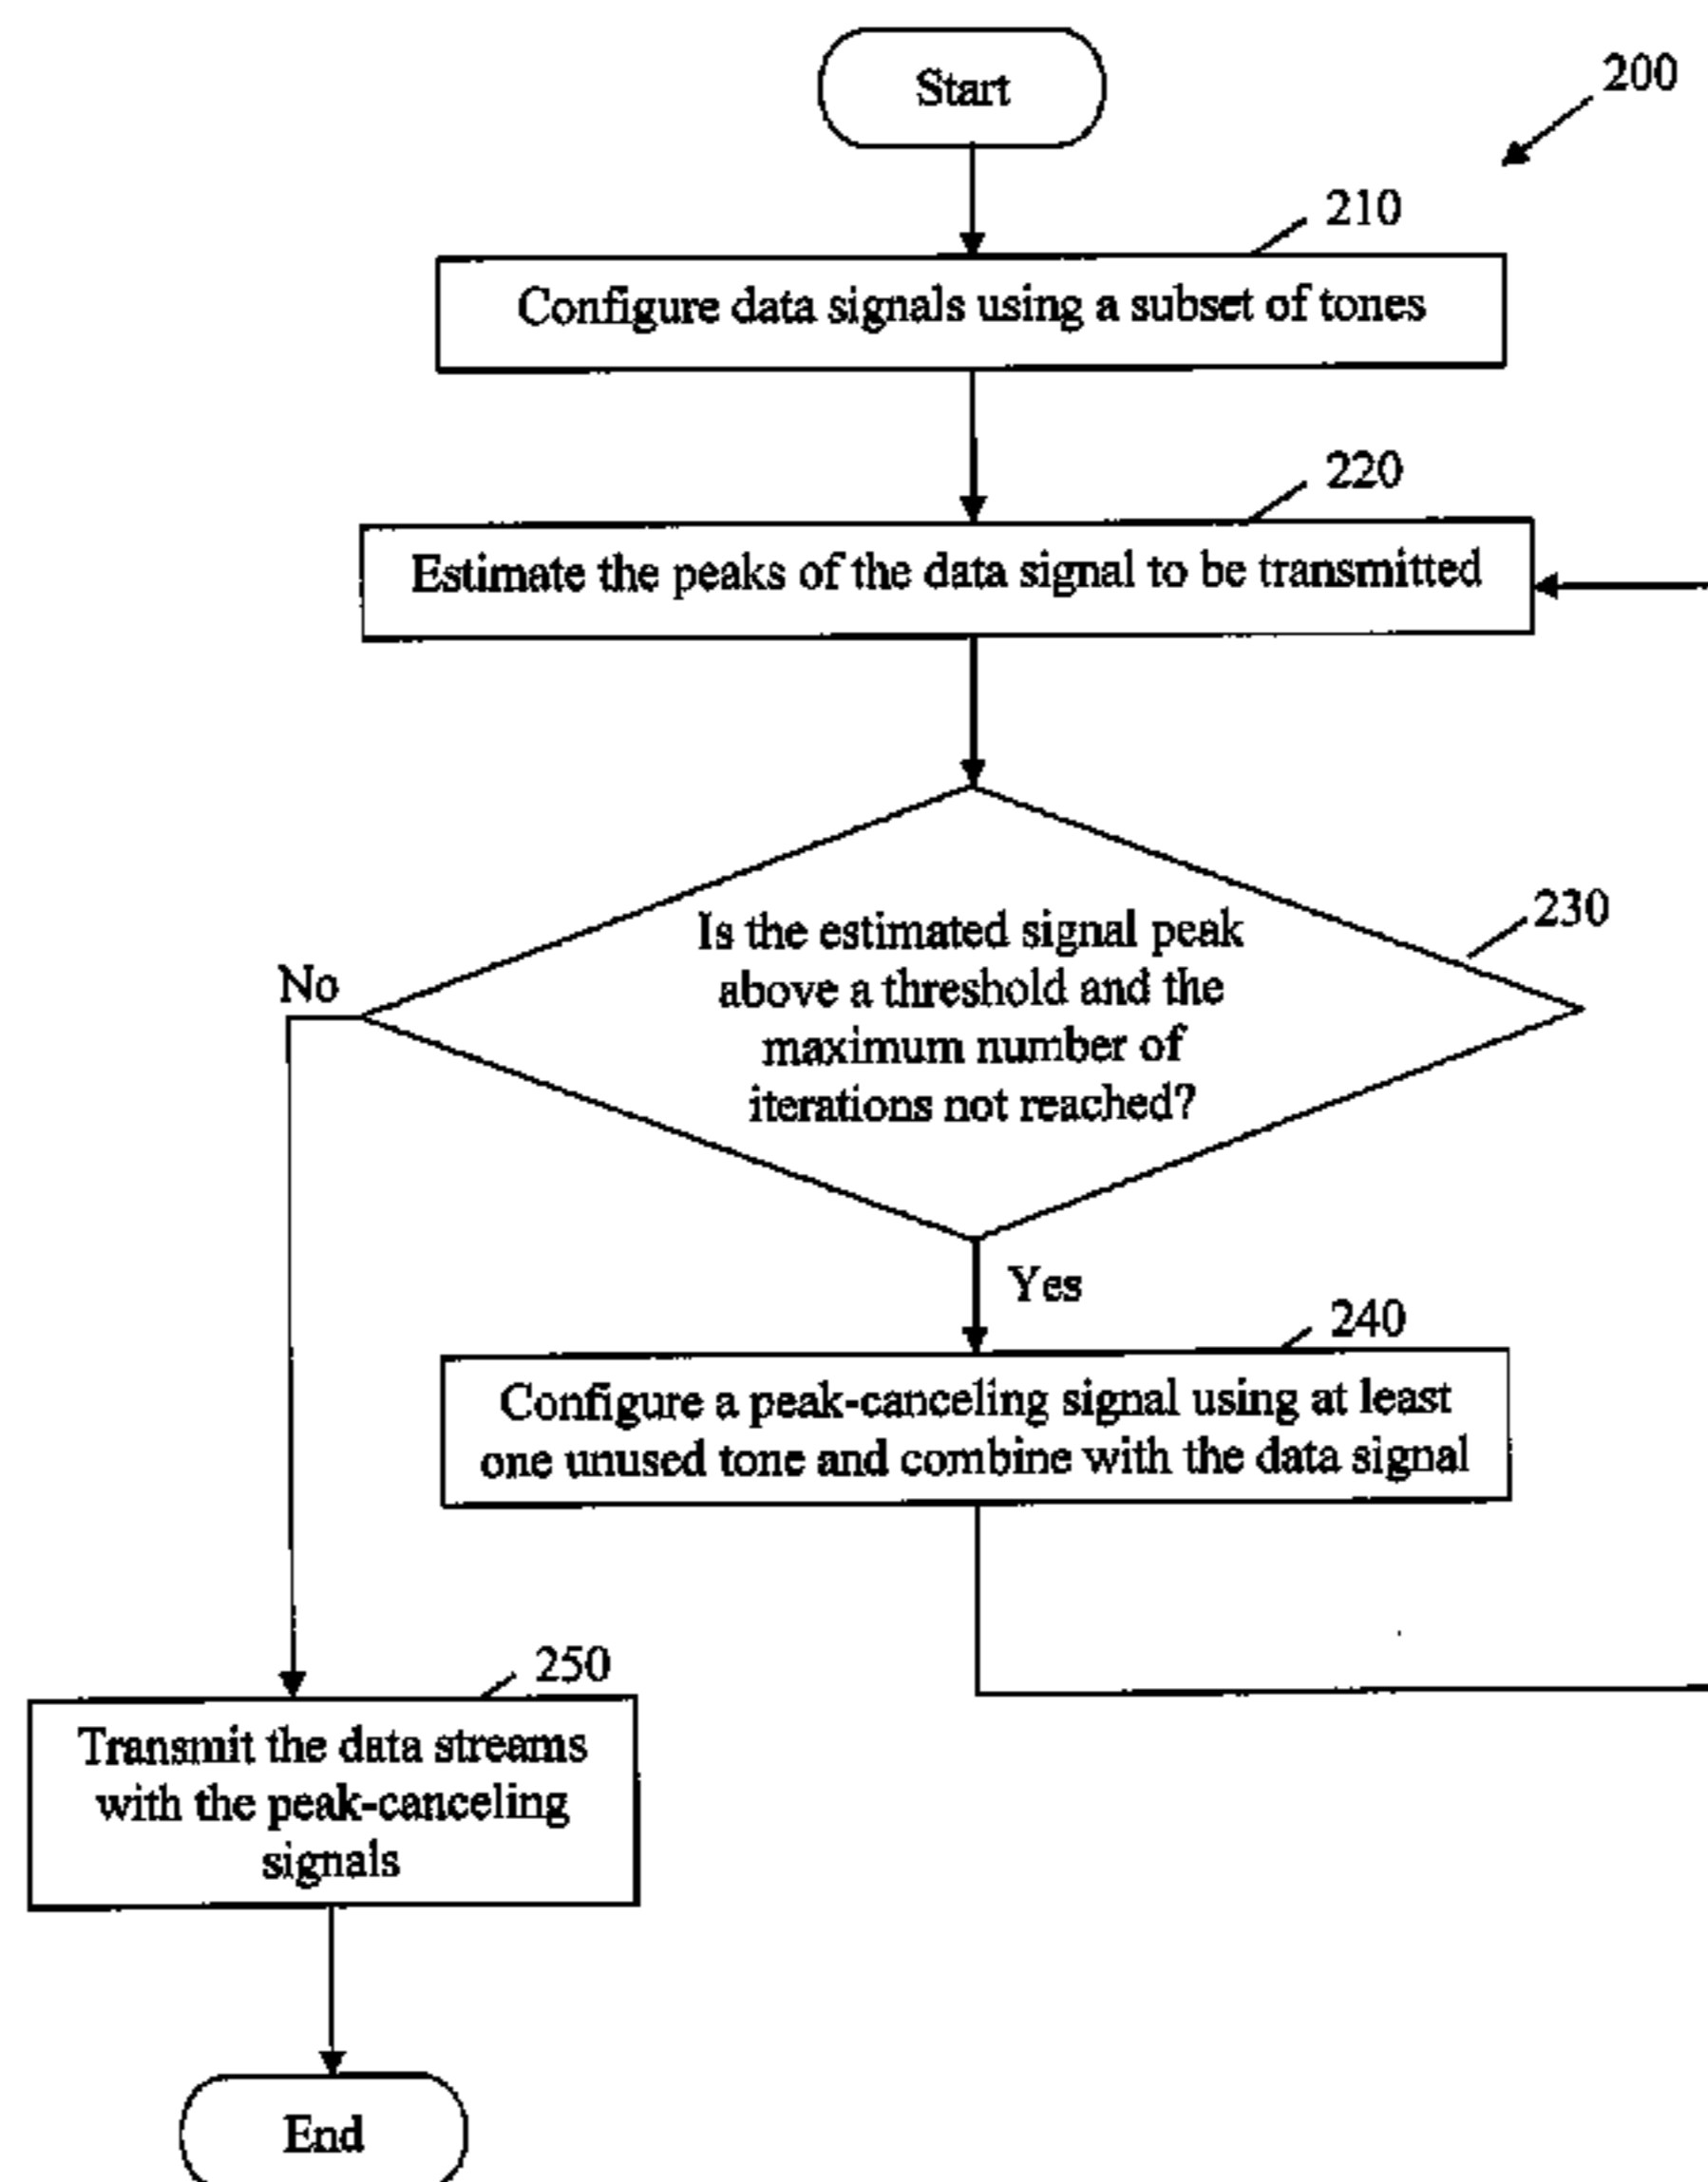 Start
200
210
Configure data signals using a subset of tones
220
Estimate the peaks of the data signal to be transmitted
230
Is the estimated signal peak
above a threshold and the
maximum number of
iterations not reached?
No
Yes
240
Configure a peak-canceling signal using at least
one unused tone and combine with the data signal
250
Transmit the data streams
with the peak-canceling
signals
End